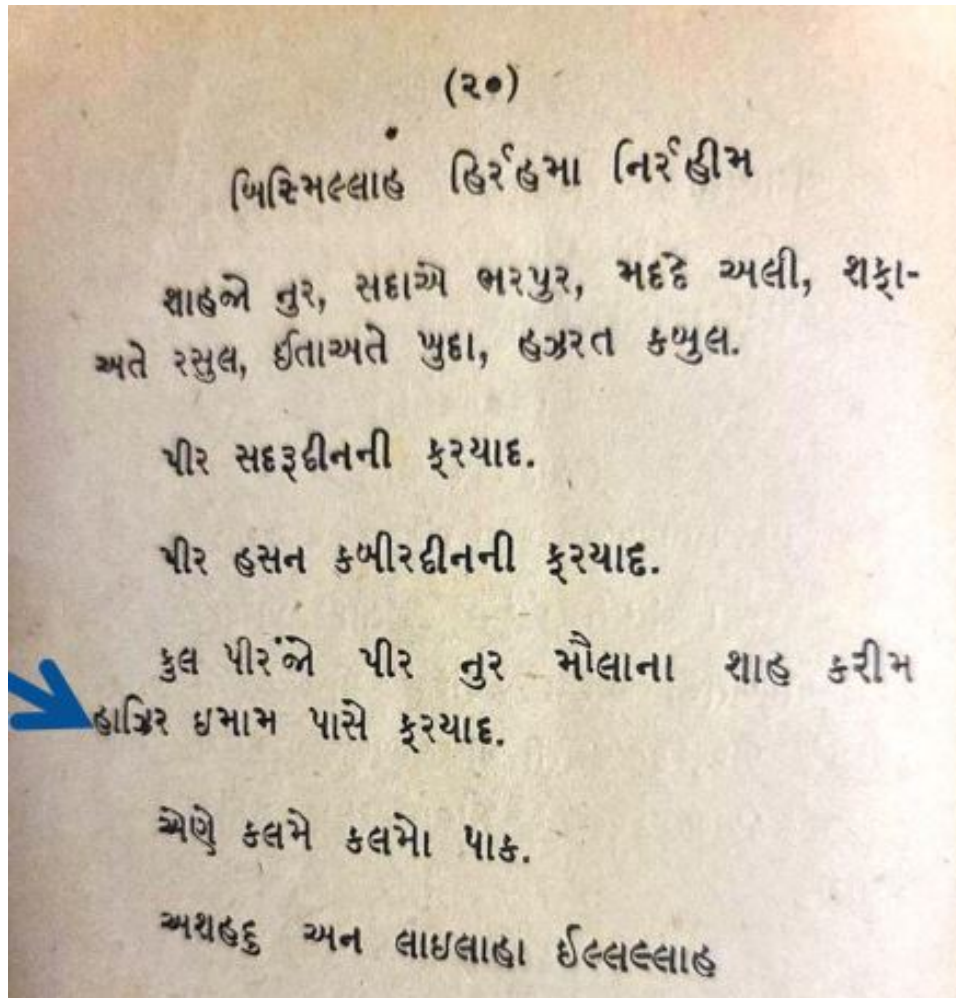 (૨૦)
બિસ્મિલ્લાહં હિર્રહમા નિર્રહીમ
શાહજો નુર, સદાએ ભરપુર, મદદે અલી, શફા-
અતે રસુલ, ઈતાઅતે ખુદા, હઝરત કબુલ.
પીર સદરૂદ્દીનની ફરયાદ.
પીર હસન કબીરદ્દીનની ફરયાદ.
કુલ પીરંજો પીર નુર મૌલાના શાહ કરીમ
હાઝિર ઇમામ પાસે ફરયાદ.
એણે કલમે કલમો પાક.
અશહદુ અન લાઇલાહા ઈલ્લલ્લાહ